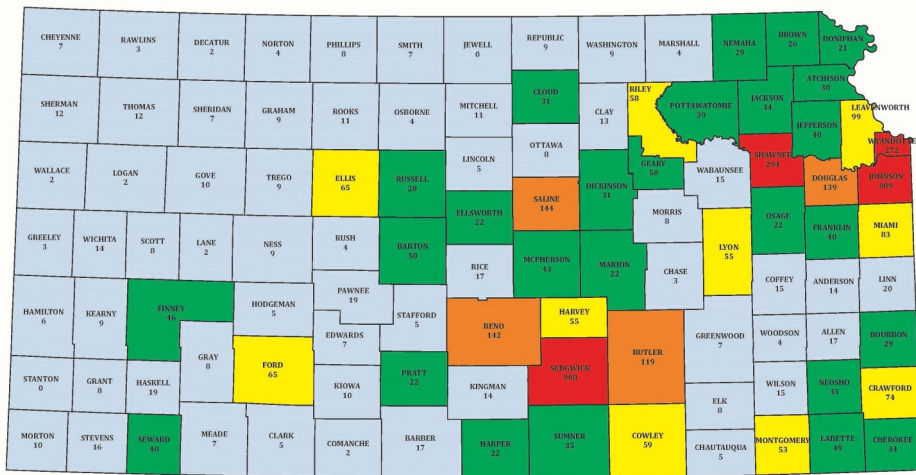 CHEYENNE
7
RAWLINS
3
DECATUR
2
NORTON
4
PHILLIPS
8
SMITH
7
JEWELL
0
REPUBLIC
9
WASHINGTON
9
MARSHALL
4
NEMAHA
29
BROWN
26
DONIPHAN
21
SHERMAN
12
THOMAS
12
SHERIDAN
7
GRAHAM
9
ROOKS
11
OSBORNE
4
MITCHELL
11
CLOUD
31
CLAY
13
RILEY
58
POTTAWATOMIE
39
JACKSON
34
ATCHISON
30
JEFFERSON
40
LEAVENWORTH
99
WYANDOTTE
272
WALLACE
2
LOGAN
2
GOVE
10
TREGO
9
ELLIS
65
RUSSELL
28
LINCOLN
5
OTTAWA
8
SALINE
144
DICKINSON
31
GEARY
50
WABAUNSEE
15
SHAWNEE
294
DOUGLAS
139
JOHNSON
909
GREELEY
3
WICHITA
14
SCOTT
8
LANE
2
NESS
9
RUSH
4
BARTON
50
ELLSWORTH
22
RICE
17
MCPHERSON
43
MARION
22
MORRIS
8
CHASE
3
LYON
55
OSAGE
22
FRANKLIN
40
MIAMI
83
HAMILTON
6
KEARNY
9
FINNEY
46
HODGEMAN
5
PAWNEE
19
STAFFORD
5
RENO
142
HARVEY
55
BUTLER
119
GREENWOOD
7
COFFEY
15
ANDERSON
14
LINN
20
GRAY
8
FORD
65
EDWARDS
7
PRATT
22
KINGMAN
14
SEDGWICK
WOODSON
4
ALLEN
17
BOURBON
29
STANTON
0
GRANT
8
HASKELL
19
KIOWA
10
ELK
8
WILSON
15
NEOSHO
33
CRAWFORD
74
MORTON
10
STEVENS
16
SEWARD
40
MEADE
7
CLARK
5
COMANCHE
2
BARBER
17
HARPER
22
SUMNER
35
COWLEY
59
CHAUTAUQUA
5
MONTGOMERY
53
LABETTE
49
CHEROKEE
34